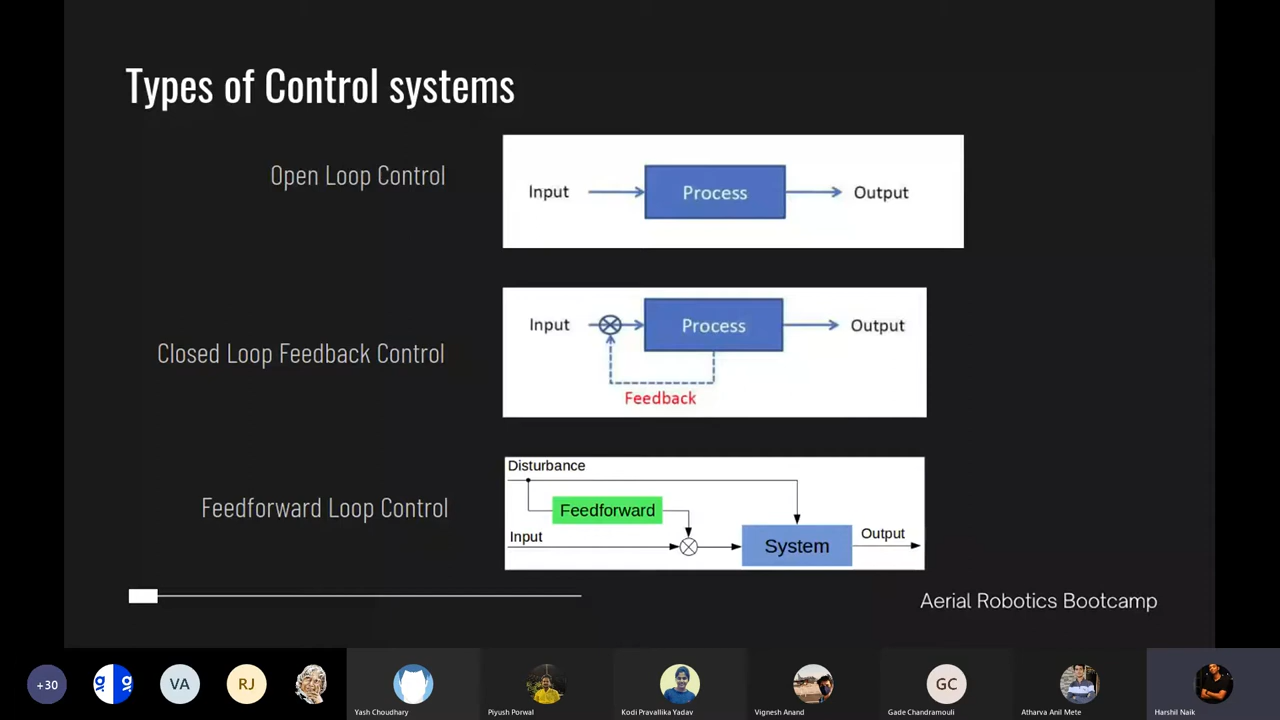 Types of Control systems
Open Loop Control
Input
Process
Output
Closed Loop Feedback Control
Input
Process
Output
Feedback
Feedforward Loop Control
Disturbance
Feedforward
Input
System
Output
Aerial Robotics Bootcamp
+30
VA
RJ
GC
Yash Choudhary
Piyush Porwal
Kodi Pravallika Yadav
Vignesh Anand
Gade Chandramouli
Atharva Anil Mete
Harshil Naik